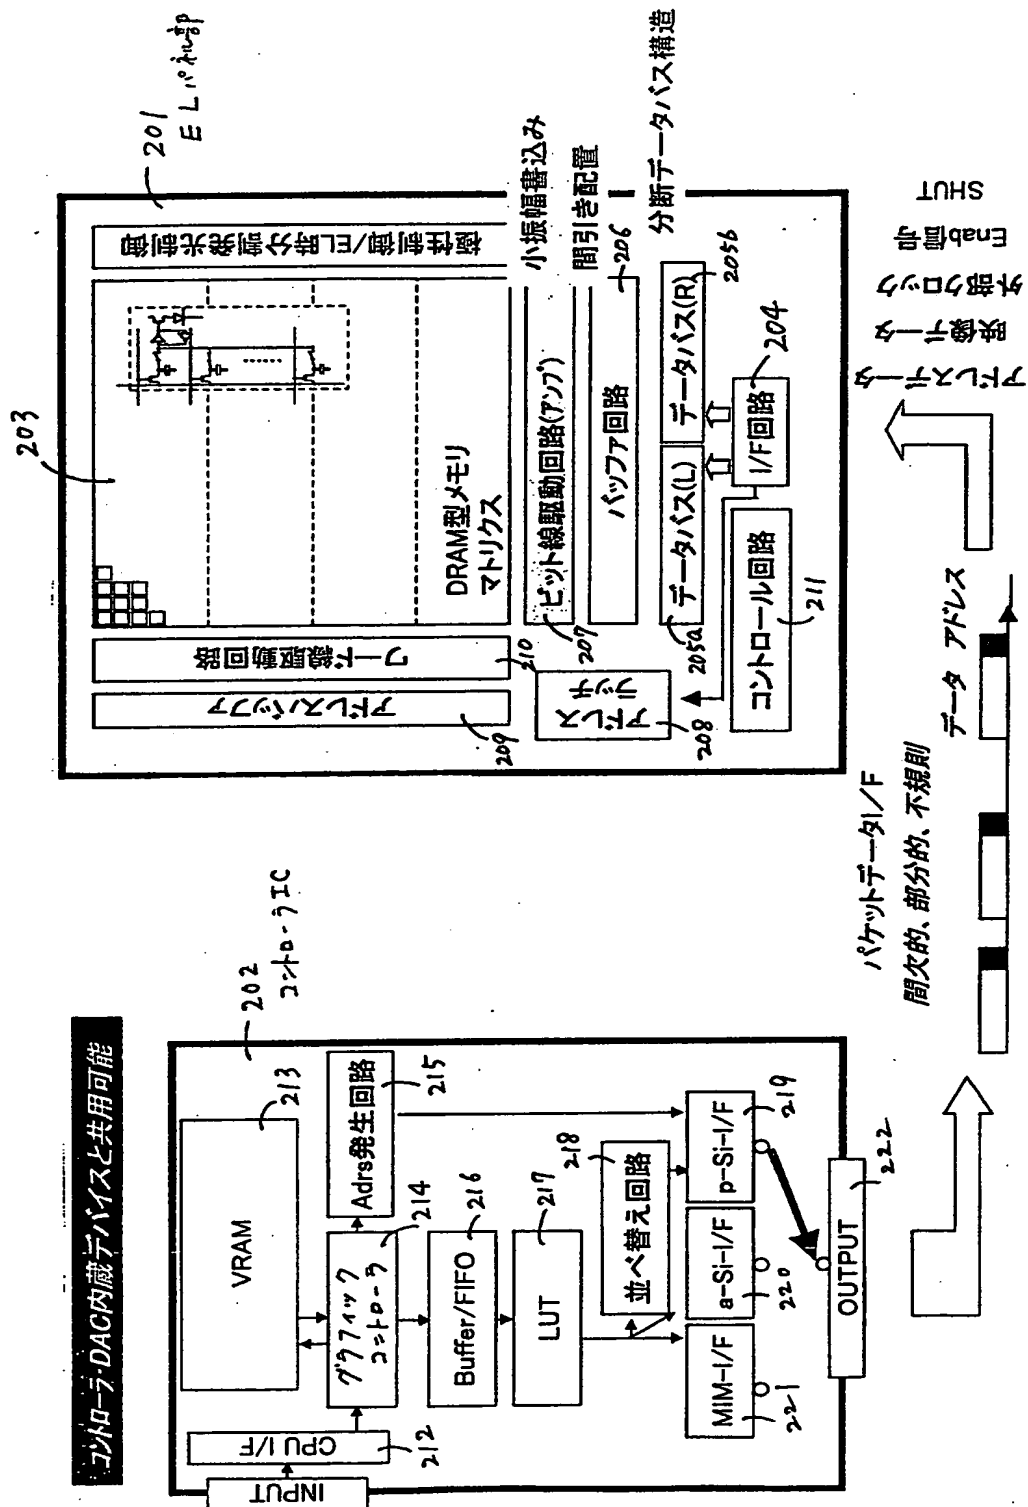 コントローラ・DAC内蔵デバイスと共用可能
202
コントローラIC
INPUT
CPU I/F
212
VRAM
213
グラフィック
コントローラ
214
Adrs発生回路
215
Buffer/FIFO
216
LUT
217
並べ替え回路
218
MIM-I/F
221
a-Si-I/F
220
p-Si-I/F
219
OUTPUT
222
パケットデータI/F
間欠的、部分的、不規則
データ アドレス
201
ELパネル部
203
アドレスバッファ
209
ワード線駆動回路
210
DRAM型メモリ
マトリクス
極性制御/EL時分割発光制御
ビット線駆動回路(アンプ)
207
小振幅書込み
バッファ回路
206
間引き配置
アドレス
ラッチ
208
データバス(L)
205a
データバス(R)
205b
分断データバス構造
コントロール回路
211
I/F回路
204
アドレスデータ
映像データ
外部クロック
Enab信号
SHUT